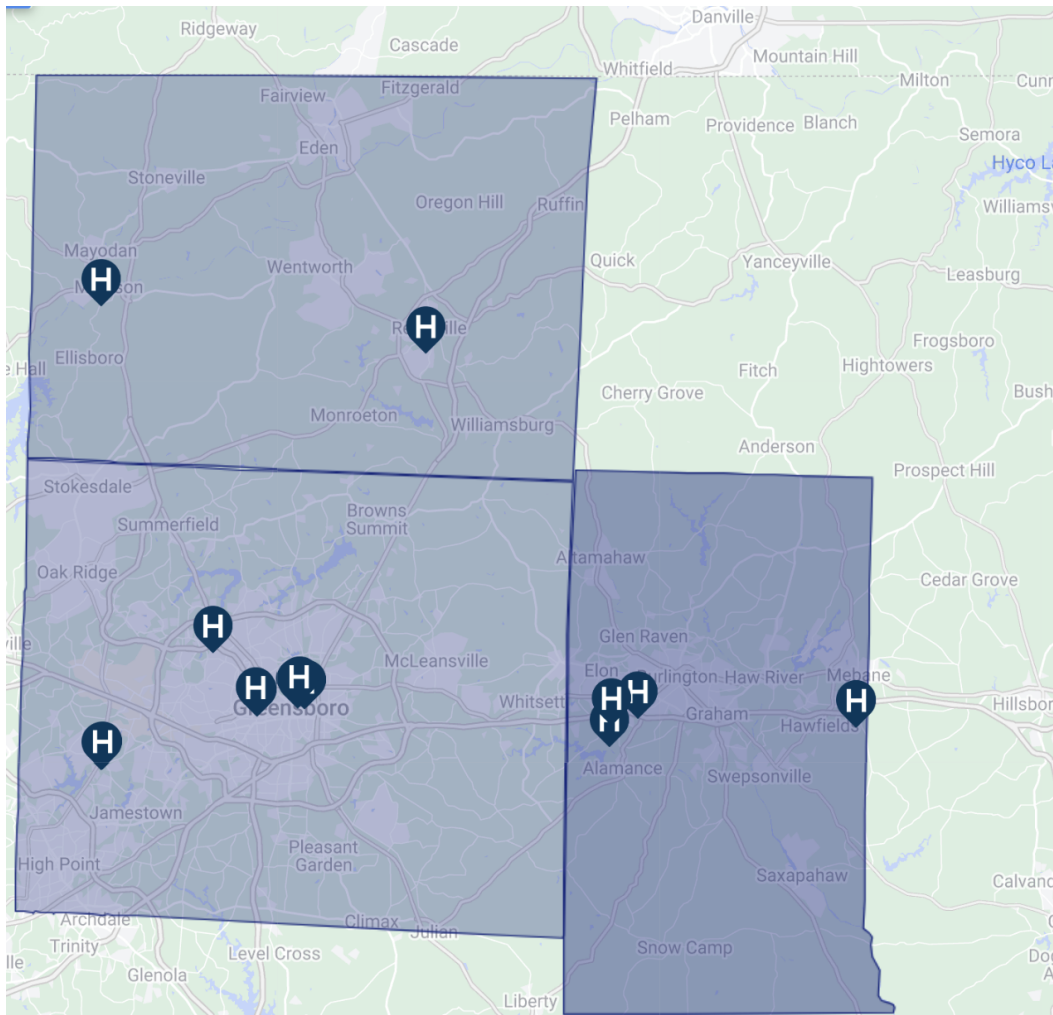 Danville
Ridgeway
Cascade
Mountain Hill
Whitfield
Milton
Fairview
Fitzgerald
Pelham
Providence
Blanch
Semora
Eden
Hyco
Stoneville
Oregon Hill
Ruffin
Mayodan
Wentworth
Quick
Yanceyville
Leasburg
H
H
Frogsboro
Ellisboro
Hightowers
Fitch
Cherry Grove
Monroeton
Williamsburg
Anderson
Prospect Hill
Stokesdale
Browns
Summit
Summerfield
Altamahaw
Oak Ridge
Cedar Grove
H
Glen Raven
McLeansville
Elon
Haw River
Mebane
H
H
H
H
H
Whitsett
Greensboro
Graham
Hawfields
H
H
Alamance
Swepsonville
Jamestown
Pleasant
Garden
High Point
Saxapahaw
Archdale
Climax
Julian
Trinity
Level Cross
Snow Camp
Glenola
Liberty